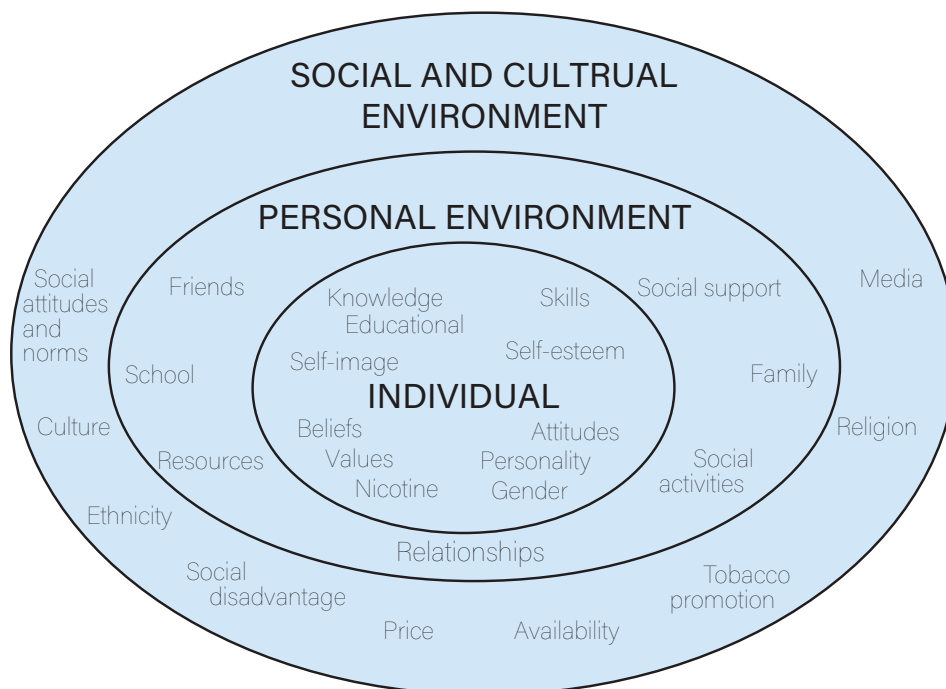 SOCIAL AND CULTRUAL
ENVIRONMENT
PERSONAL ENVIRONMENT
Social
attitudes
and
norms
Friends
Knowledge
Educational
Skills
Social support
Media
School
Self-image
Self-esteem
Family
INDIVIDUAL
Culture
Beliefs
Attitudes
Religion
Resources
Values
Personality
Social
activities
Nicotine
Gender
Ethnicity
Relationships
Social
disadvantage
Tobacco
promotion
Price
Availability